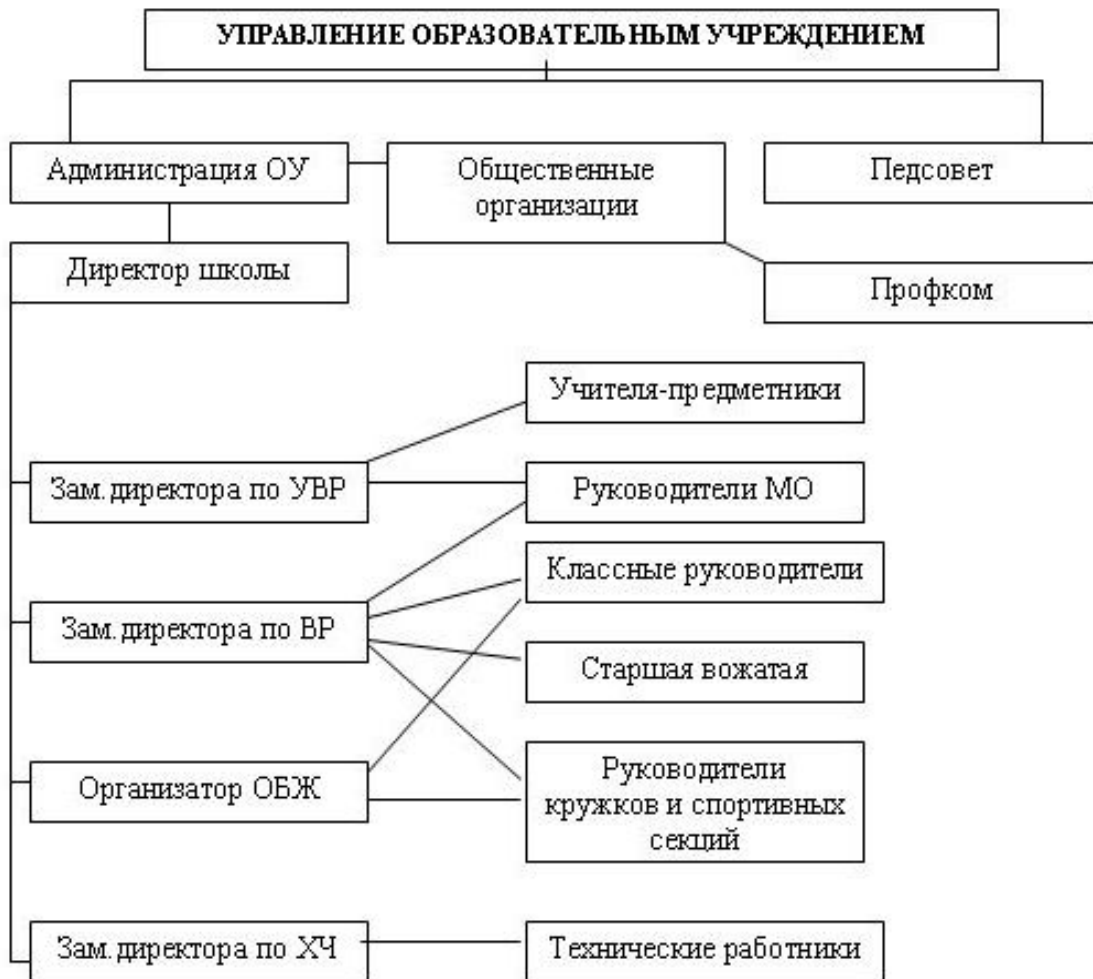 УПРАВЛЕНИЕ ОБРАЗОВАТЕЛЬНЫМ УЧРЕЖДЕНИЕМ
Администрация ОУ
Общественные
организации
Педсовет
Директор школы
Профком
Учителя-предметники
Зам.директора по УВР
Руководители МО
Классные руководители
Зам.директора по ВР
Старшая вожатая
Организатор ОБЖ
Руководители
кружков и спортивных
секций
Зам.директора по ХЧ
Технические работники